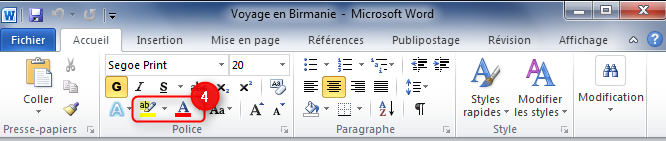 Voyage en Birmanie - Microsoft Word
Fichier Accueil Insertion Mise en page Références Publipostage Révision Affichage
Segoe Print 20
G I S abc x₂ x² 
4
ab A Aa A A
Coller
Styles rapides
Modifier les styles
Modification
Presse-papiers Police Paragraphe Style